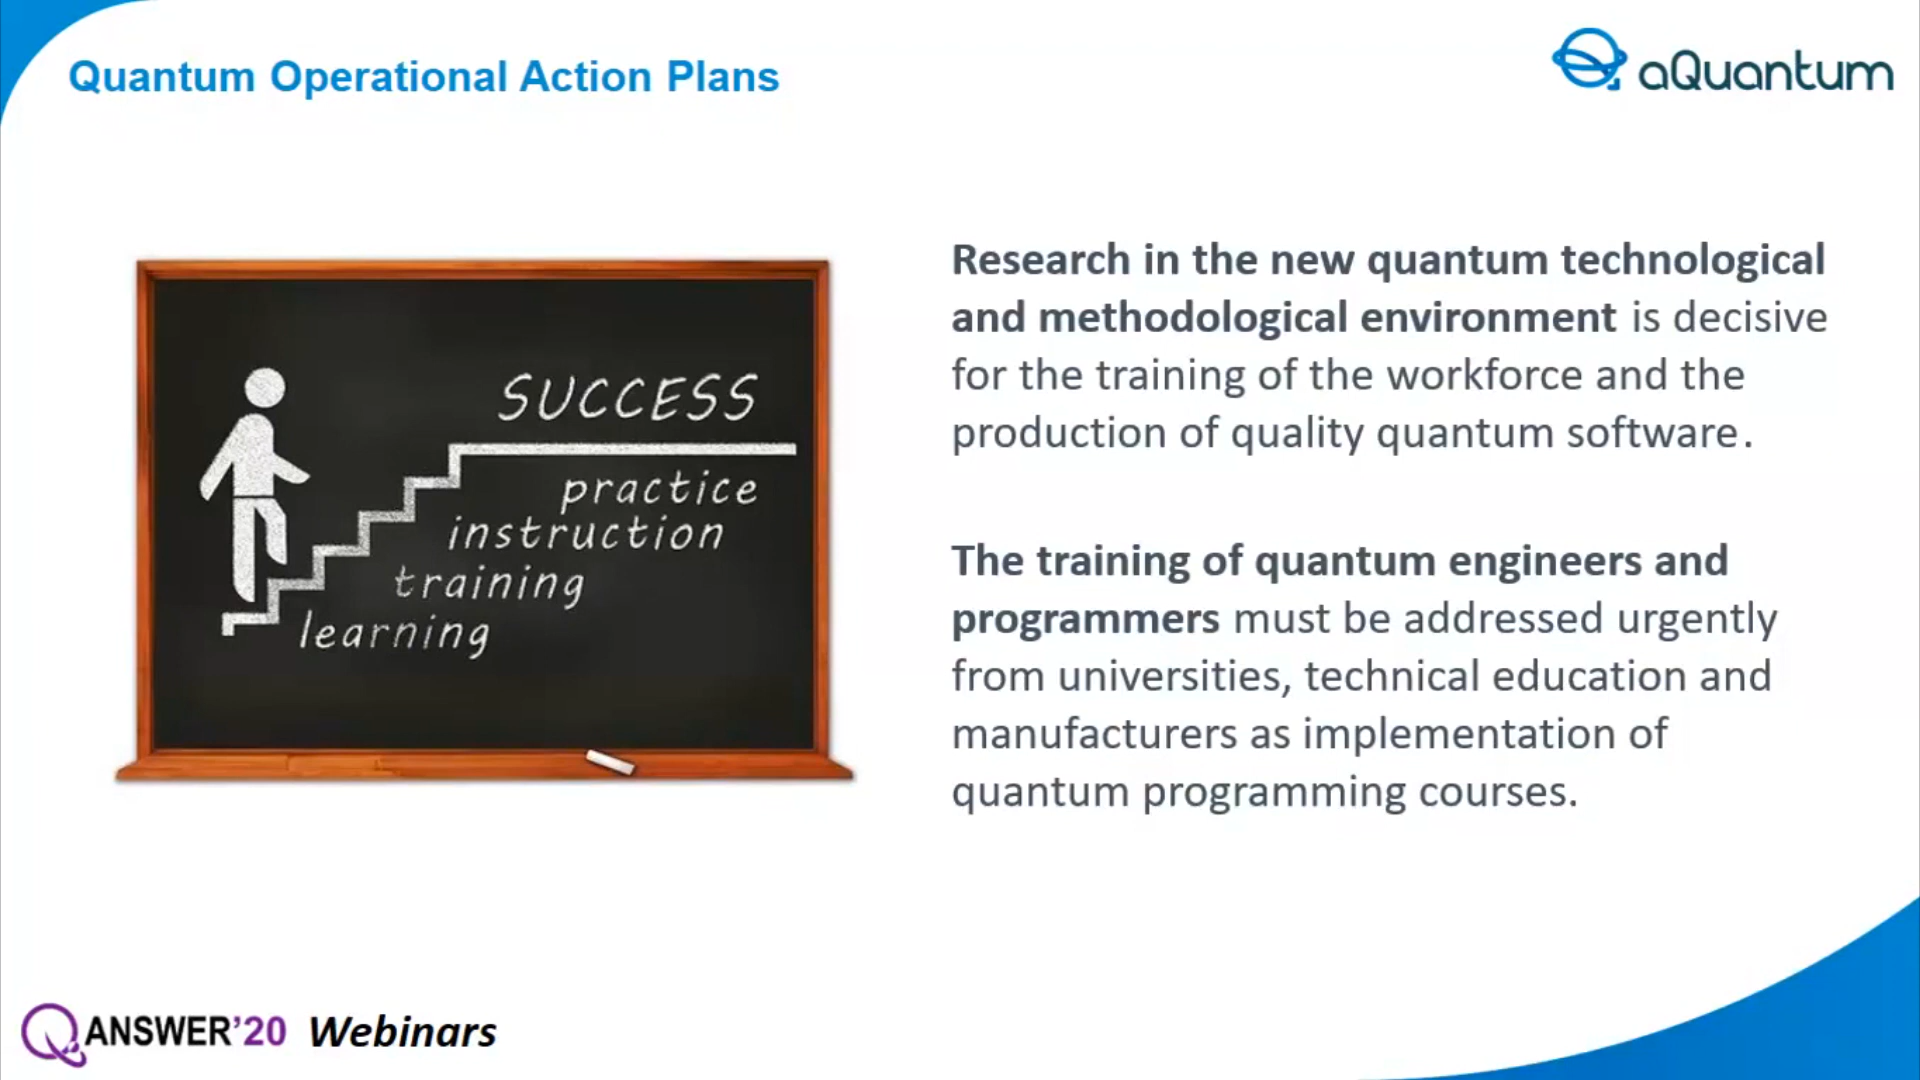 Quantum Operational Action Plans
aQuantum
SUCCESS
practice
instruction
training
learning
Research in the new quantum technological
and methodological environment is decisive
for the training of the workforce and the
production of quality quantum software.
The training of quantum engineers and
programmers must be addressed urgently
from universities, technical education and
manufacturers as implementation of
quantum programming courses.
QANSWER'20 Webinars